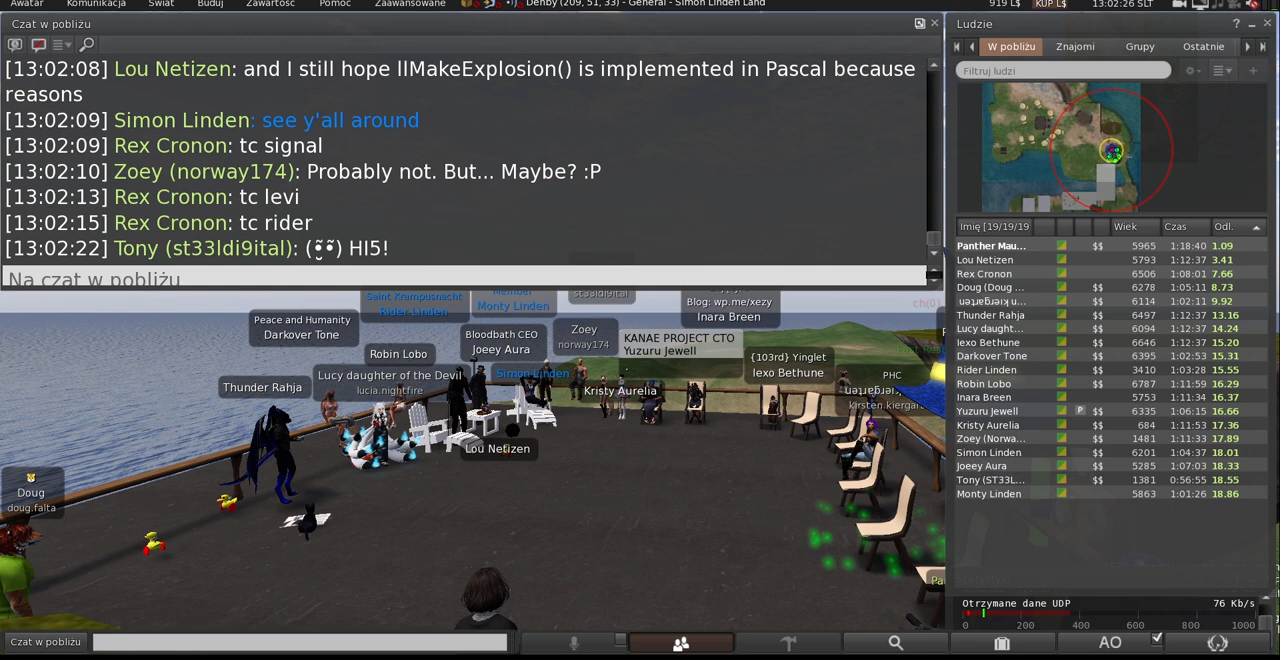 Awatar Komunikacja Świat Buduj Zawartość Pomoc Zaawansowane Denby (209, 51, 33) - General - Simon Linden Land 919 L$ KUP L$ 13:02:26 SLT
Czat w pobliżu
[13:02:08] Lou Netizen: and I still hope llMakeExplosion() is implemented in Pascal because
reasons
[13:02:09] Simon Linden: see y'all around
[13:02:09] Rex Cronon: tc signal
[13:02:10] Zoey (norway174): Probably not. But... Maybe? :P
[13:02:13] Rex Cronon: tc levi
[13:02:15] Rex Cronon: tc rider
[13:02:22] Tony (st33ldi9ital): HI5!
Na czat w pobliżu
Saint Krampusnacht
Rider Linden
Member
Monty Linden
st33ldi9ital
Blog: wp.me/xezy
Inara Breen
ch(0)
Peace and Humanity
Darkover Tone
Bloodbath CEO
Joeey Aura
Zoey
norway174
KANAE PROJECT CTO
Yuzuru Jewell
Robin Lobo
{103rd} Yinglet
Iexo Bethune
Thunder Rahja
Lucy daughter of the Devil
lucia.nightfire
Simon Linden
Kristy Aurelia
PHC
kirsten.kiergar
Lou Netizen
Doug
doug.falta
Pa
Czat w pobliżu
Ludzie
W pobliżu Znajomi Grupy Ostatnie
Filtruj ludzi
Imię [19/19/19 Wiek Czas Odl.
Panther Mau... $$ 5965 1:18:40 1.09
Lou Netizen 5793 1:12:37 3.41
Rex Cronon 6506 1:08:01 7.66
Doug (Doug ... $$ 6278 1:05:11 8.73
$$ 6114 1:02:11 9.92
Thunder Rahja 6497 1:12:37 13.16
Lucy daught... $$ 6094 1:12:37 14.24
Iexo Bethune 6646 1:12:37 15.20
Darkover Tone 6395 1:02:53 15.31
Rider Linden 3410 1:03:28 15.55
Robin Lobo 6787 1:11:59 16.29
Inara Breen 5753 1:11:34 16.37
Yuzuru Jewell P $$ 6335 1:06:15 16.66
Kristy Aurelia 684 1:11:53 17.36
Zoey (Norwa... $$ 1481 1:11:33 17.89
Simon Linden $$ 6201 1:04:37 18.01
Joeey Aura $$ 5285 1:07:03 18.33
Tony (ST33L... $$ 1381 0:56:55 18.55
Monty Linden 5863 1:01:26 18.86
Otrzymane dane UDP 76 Kb/s
0 200 400 600 800 1000
AO